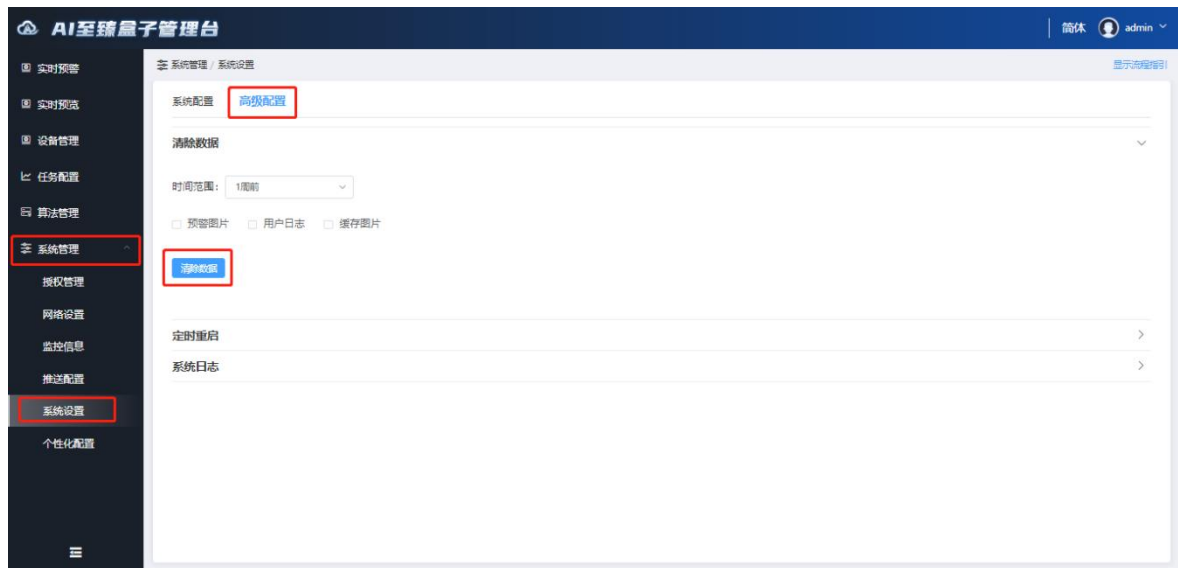 AI至臻盒子管理台
简体 admin
实时预警
实时预览
设备管理
任务配置
算法管理
系统管理
授权管理
网络设置
监控信息
推送配置
系统设置
个性化配置
系统管理 / 系统设置 显示流程指引
系统配置 高级配置
清除数据
时间范围: 1周前
预警图片 用户日志 缓存图片
清除数据
定时重启
系统日志